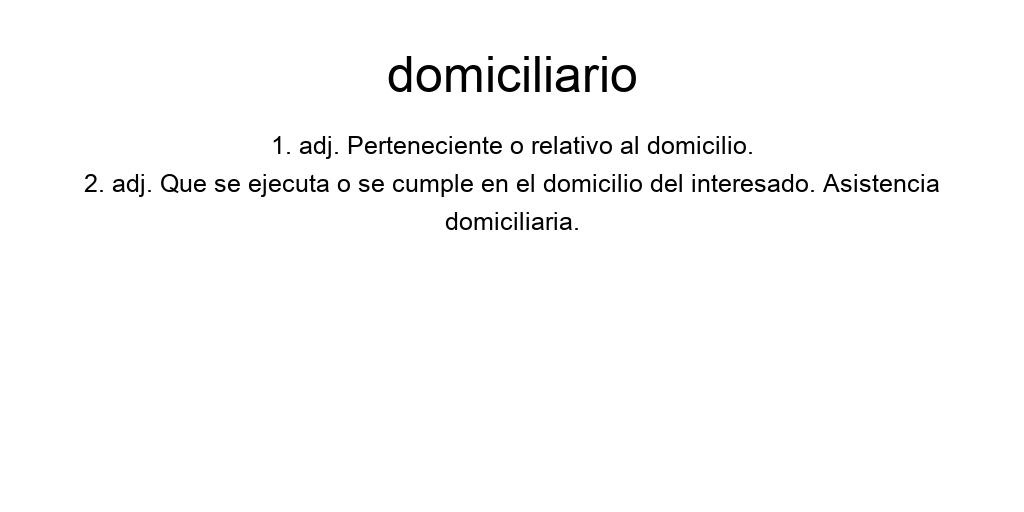 domiciliario
1. adj. Perteneciente o relativo al domicilio.
2. adj. Que se ejecuta o se cumple en el domicilio del interesado. Asistencia
domiciliaria.